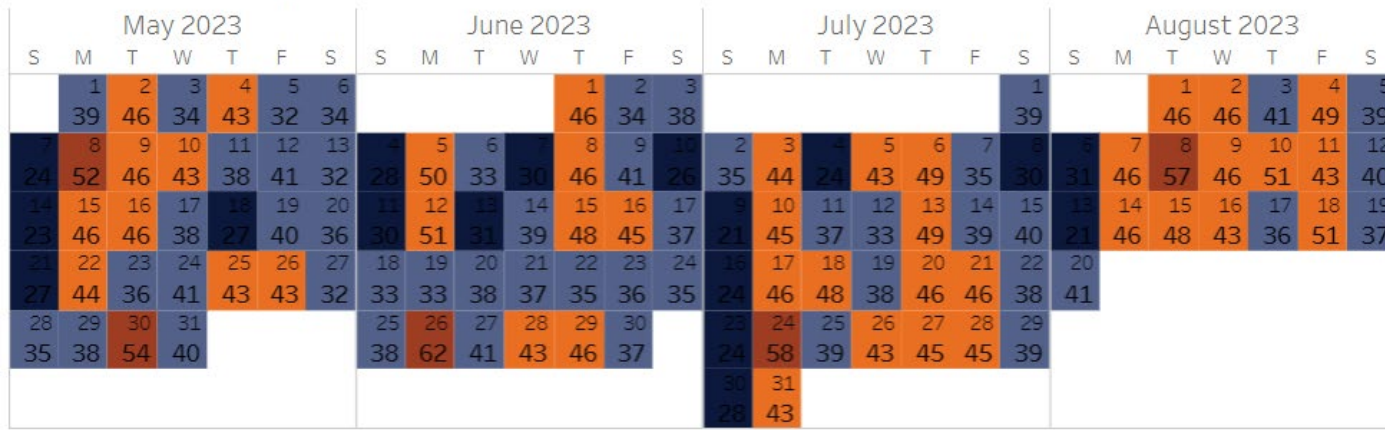 May 2023 June 2023 July 2023 August 2023
S M T W T F S S M T W T F S S M T W T F S S M T W T F S
1 2 3 4 5 6 1 2 3 1 1 2 3 4 5
39 46 34 43 32 34 46 34 38 39 46 46 41 49 39
7 8 9 10 11 12 13 4 5 6 7 8 9 10 2 3 4 5 6 7 8 6 7 8 9 10 11 12
24 52 46 43 38 41 32 28 50 33 30 46 41 26 35 44 24 43 49 35 30 31 46 57 46 51 43 40
14 15 16 17 18 19 20 11 12 13 14 15 16 17 9 10 11 12 13 14 15 13 14 15 16 17 18 19
23 46 46 38 27 40 36 30 51 31 39 48 45 37 21 45 37 33 49 39 40 21 46 48 43 36 51 37
21 22 23 24 25 26 27 18 19 20 21 22 23 24 16 17 18 19 20 21 22 20
27 44 36 41 43 43 32 33 33 38 37 35 36 35 24 46 48 38 46 46 38 41
28 29 30 31 25 26 27 28 29 30 23 24 25 26 27 28 29
35 38 54 40 38 62 41 43 46 37 24 58 39 43 45 45 39
30 31
28 43